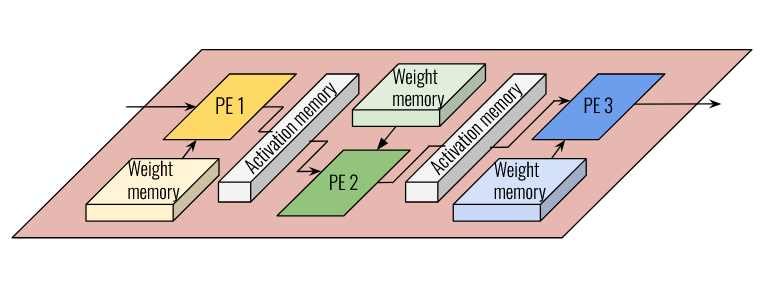 PE 1
Weight
memory
Activation memory
Weight
memory
PE 2
Activation memory
PE 3
Weight
memory